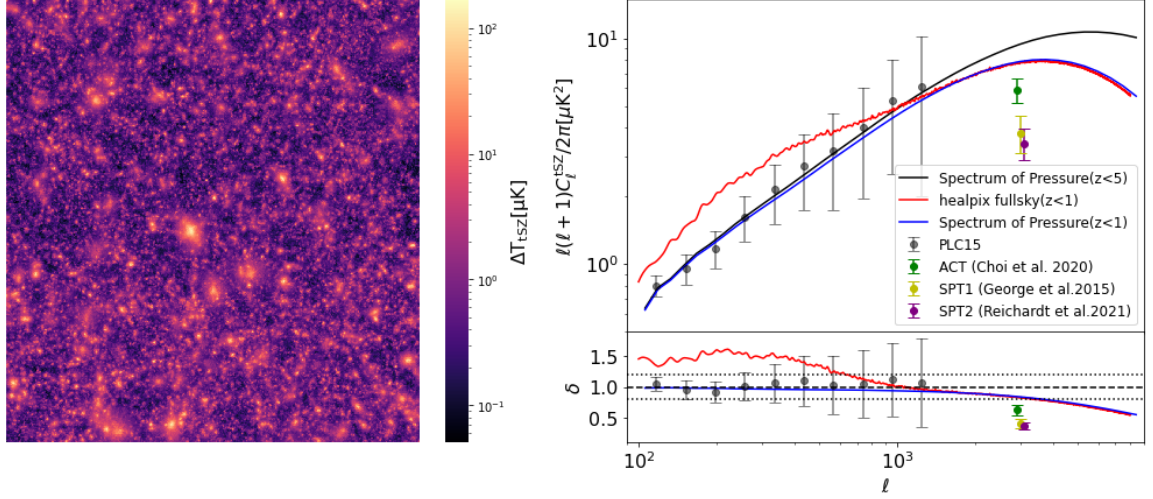 10²
10¹
10⁰
10⁻¹
ΔT_tSZ[μK]
10¹
10⁰
ℓ(ℓ + 1)C_ℓ^tSZ/2π[μK²]
Spectrum of Pressure(z<5)
healpix fullsky(z<1)
Spectrum of Pressure(z<1)
PLC15
ACT (Choi et al. 2020)
SPT1 (George et al.2015)
SPT2 (Reichardt et al.2021)
1.5
1.0
0.5
δ
10²
10³
ℓ